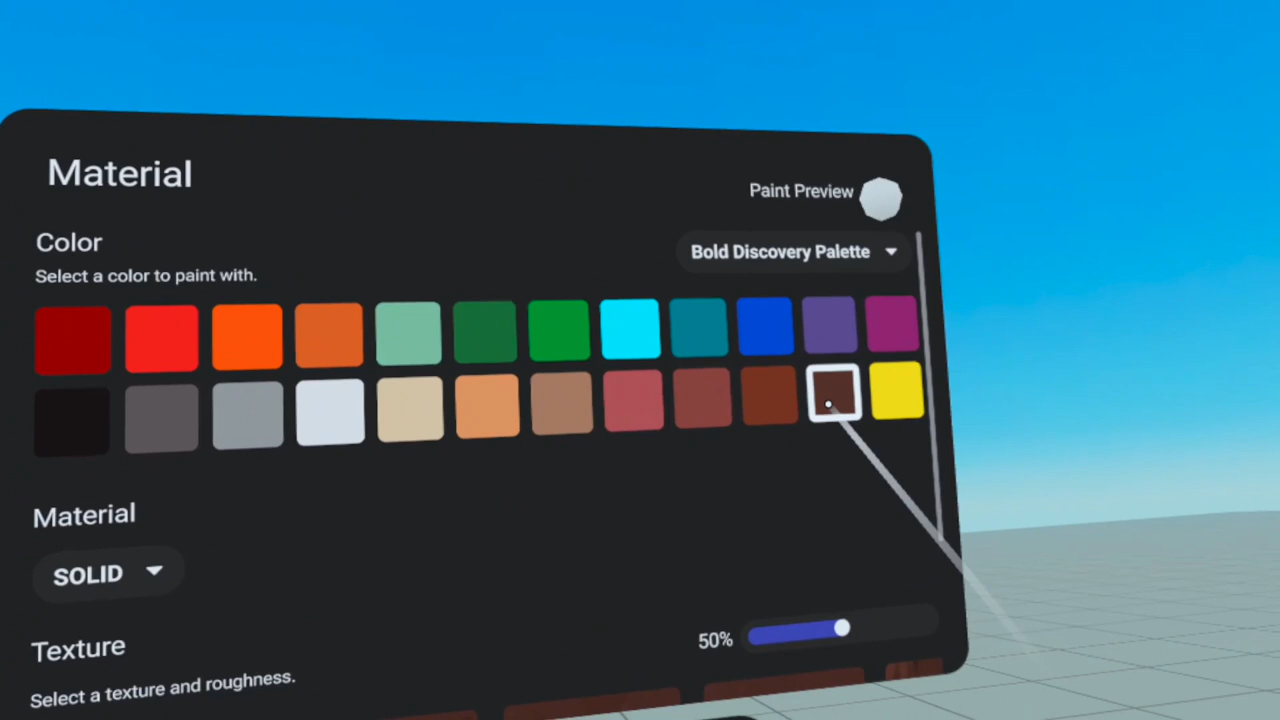 Material
Paint Preview
Color
Bold Discovery Palette
Select a color to paint with.
Material
SOLID
50%
Texture
Select a texture and roughness.